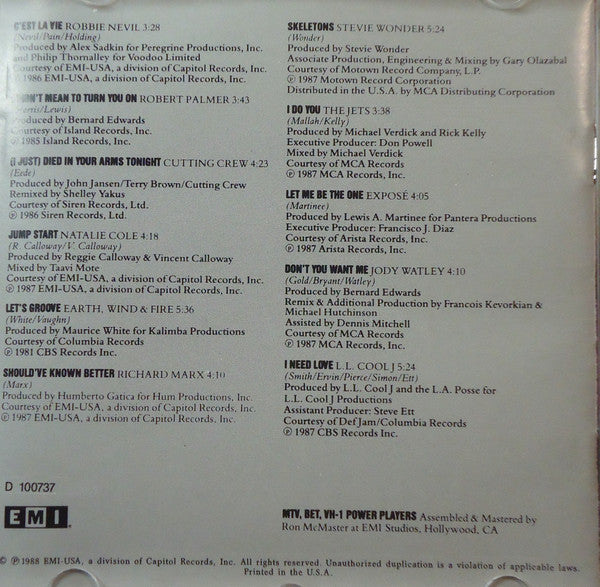 C'EST LA VIE ROBBIE NEVIL 3:28
(Nevil/Pain/Holding)
Produced by Alex Sadkin for Peregrine Productions, Inc.
and Philip Thornalley for Voodoo Limited
Courtesy of EMI-USA, a division of Capitol Records, Inc.
℗ 1986 EMI-USA, a division of Capitol Records, Inc.
I DIDN'T MEAN TO TURN YOU ON ROBERT PALMER 3:43
(Harris/Lewis)
Produced by Bernard Edwards
Courtesy of Island Records, Inc.
℗ 1985 Island Records, Inc.
(I JUST) DIED IN YOUR ARMS TONIGHT CUTTING CREW 4:23
(Eede)
Produced by John Jansen/Terry Brown/Cutting Crew
Remixed by Shelley Yakus
Courtesy of Siren Records, Ltd.
℗ 1986 Siren Records, Ltd.
JUMP START NATALIE COLE 4:18
(R. Calloway/V. Calloway)
Produced by Reggie Calloway & Vincent Calloway
Mixed by Taavi Mote
Courtesy of EMI-USA, a division of Capitol Records, Inc.
℗ 1987 EMI-USA, a division of Capitol Records, Inc.
LET'S GROOVE EARTH, WIND & FIRE 5:36
(White/Vaughn)
Produced by Maurice White for Kalimba Productions
Courtesy of Columbia Records
℗ 1981 CBS Records Inc.
SHOULD'VE KNOWN BETTER RICHARD MARX 4:10
(Marx)
Produced by Humberto Gatica for Hum Productions, Inc.
Courtesy of EMI-USA, a division of Capitol Records, Inc.
℗ 1987 EMI-USA, a division of Capitol Records, Inc.
D 100737
EMI
SKELETONS STEVIE WONDER 5:24
(Wonder)
Produced by Stevie Wonder
Associate Production, Engineering & Mixing by Gary Olazabal
Courtesy of Motown Record Company, L.P.
℗ 1987 Motown Record Corporation
Distributed in the U.S.A. by MCA Distributing Corporation
I DO YOU THE JETS 3:38
(Mallah/Kelly)
Produced by Michael Verdick and Rick Kelly
Executive Producer: Don Powell
Mixed by Michael Verdick
Courtesy of MCA Records
℗ 1987 MCA Records, Inc.
LET ME BE THE ONE EXPOSÉ 4:05
(Martinee)
Produced by Lewis A. Martinee for Pantera Productions
Executive Producer: Francisco J. Diaz
Courtesy of Arista Records, Inc.
℗ 1987 Arista Records, Inc.
DON'T YOU WANT ME JODY WATLEY 4:10
(Gold/Bryant/Watley)
Produced by Bernard Edwards
Remix & Additional Production by Francois Kevorkian &
Michael Hutchinson
Assisted by Dennis Mitchell
Courtesy of MCA Records
℗ 1987 MCA Records, Inc.
I NEED LOVE L.L. COOL J 5:24
(Smith/Ervin/Pierce/Simon/Ett)
Produced by L.L. Cool J and the L.A. Posse for
L.L. Cool J Productions
Assistant Producer: Steve Ett
Courtesy of Def Jam/Columbia Records
℗ 1987 CBS Records Inc.
MTV, BET, VH-1 POWER PLAYERS Assembled & Mastered by
Ron McMaster at EMI Studios, Hollywood, CA
© ℗ 1988 EMI-USA, a division of Capitol Records, Inc. All rights reserved. Unauthorized duplication is a violation of applicable laws.
Printed in the U.S.A.